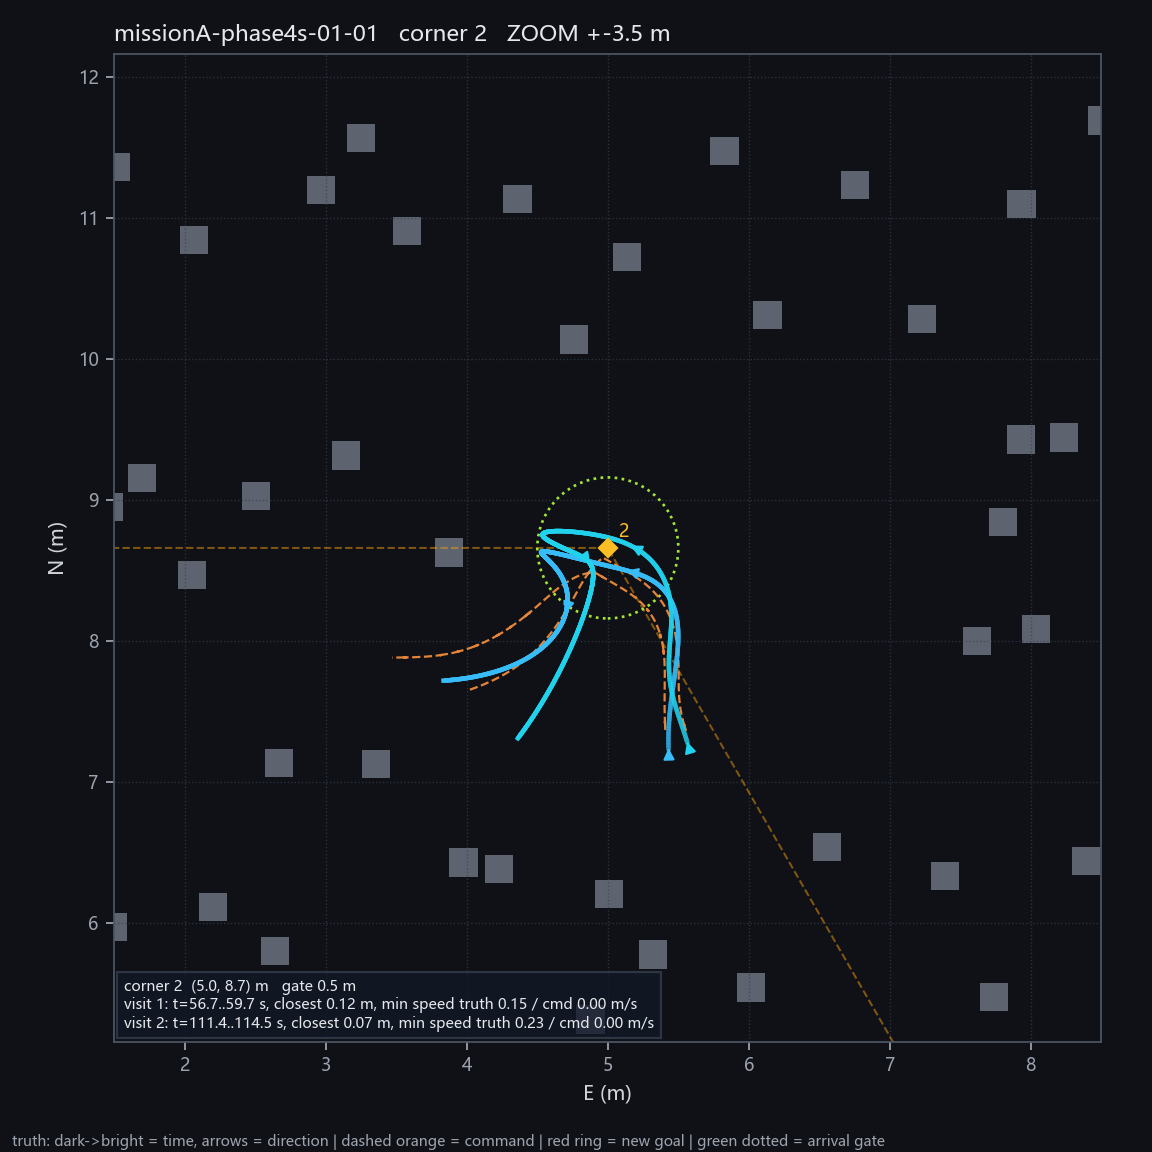 missionA-phase4s-01-01   corner 2   ZOOM +-3.5 m
12
11
10
9
8
7
6
N (m)
2
corner 2  (5.0, 8.7) m   gate 0.5 m
visit 1: t=56.7..59.7 s, closest 0.12 m, min speed truth 0.15 / cmd 0.00 m/s
visit 2: t=111.4..114.5 s, closest 0.07 m, min speed truth 0.23 / cmd 0.00 m/s
2 3 4 5 6 7 8
E (m)
truth: dark->bright = time, arrows = direction | dashed orange = command | red ring = new goal | green dotted = arrival gate